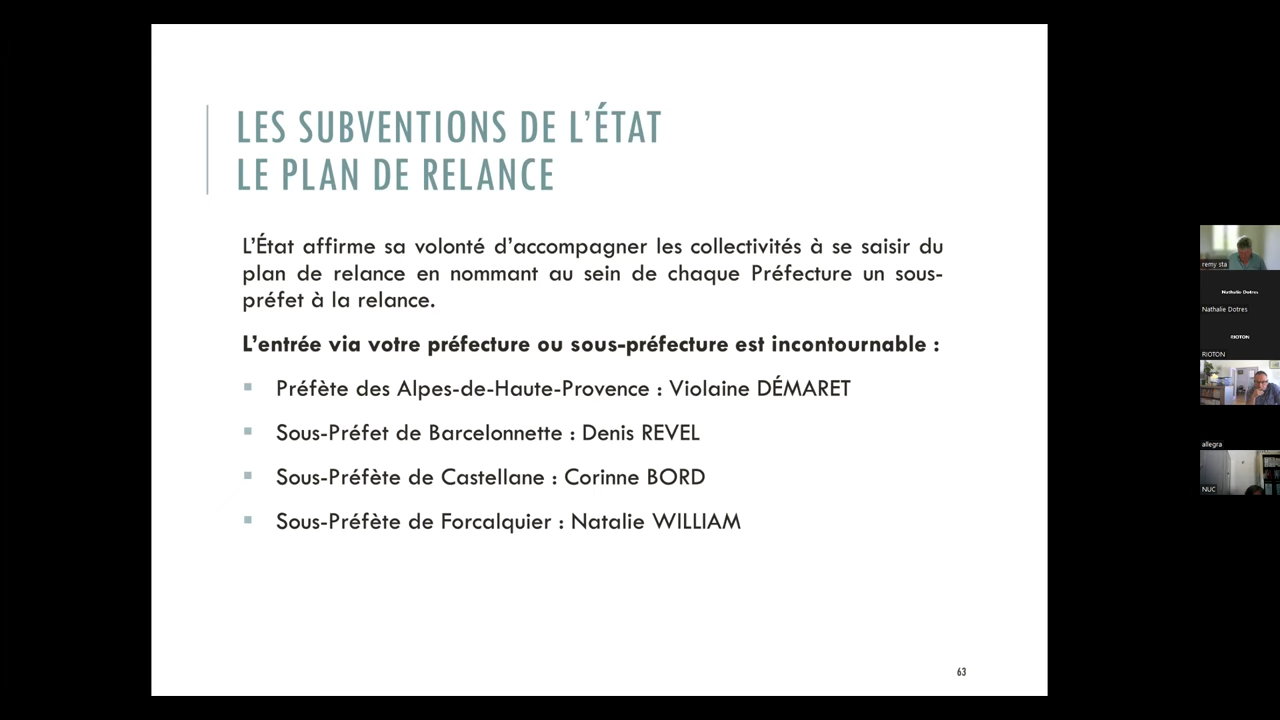 LES SUBVENTIONS DE L'ÉTAT
LE PLAN DE RELANCE
L'État affirme sa volonté d'accompagner les collectivités à se saisir du
plan de relance en nommant au sein de chaque Préfecture un sous-
préfet à la relance.
L'entrée via votre préfecture ou sous-préfecture est incontournable :
▪ Préfète des Alpes-de-Haute-Provence : Violaine DÉMARET
▪ Sous-Préfet de Barcelonnette : Denis REVEL
▪ Sous-Préfète de Castellane : Corinne BORD
▪ Sous-Préfète de Forcalquier : Natalie WILLIAM
63
remy sta
Nathalie Dotres
Nathalie Dotres
RIOTON
RIOTON
allegra
NUC